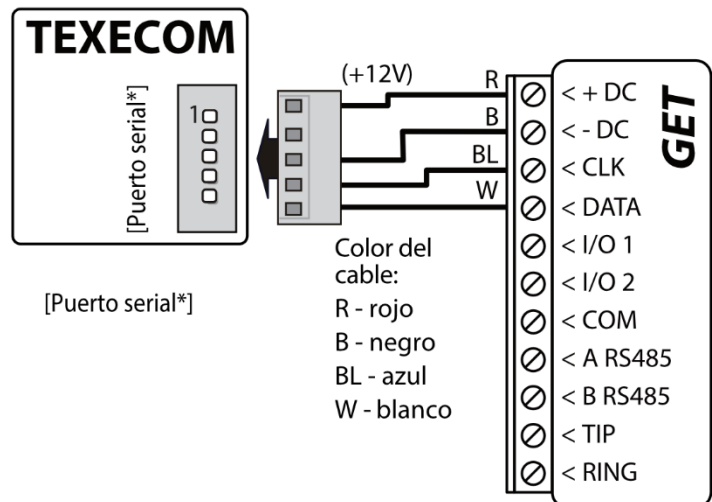 TEXECOM
[Puerto serial*]
1
[Puerto serial*]
(+12V)
R
B
BL
W
Color del
cable:
R - rojo
B - negro
BL - azul
W - blanco
< + DC
< - DC
< CLK
< DATA
< I/O 1
< I/O 2
< COM
< A RS485
< B RS485
< TIP
< RING
GET